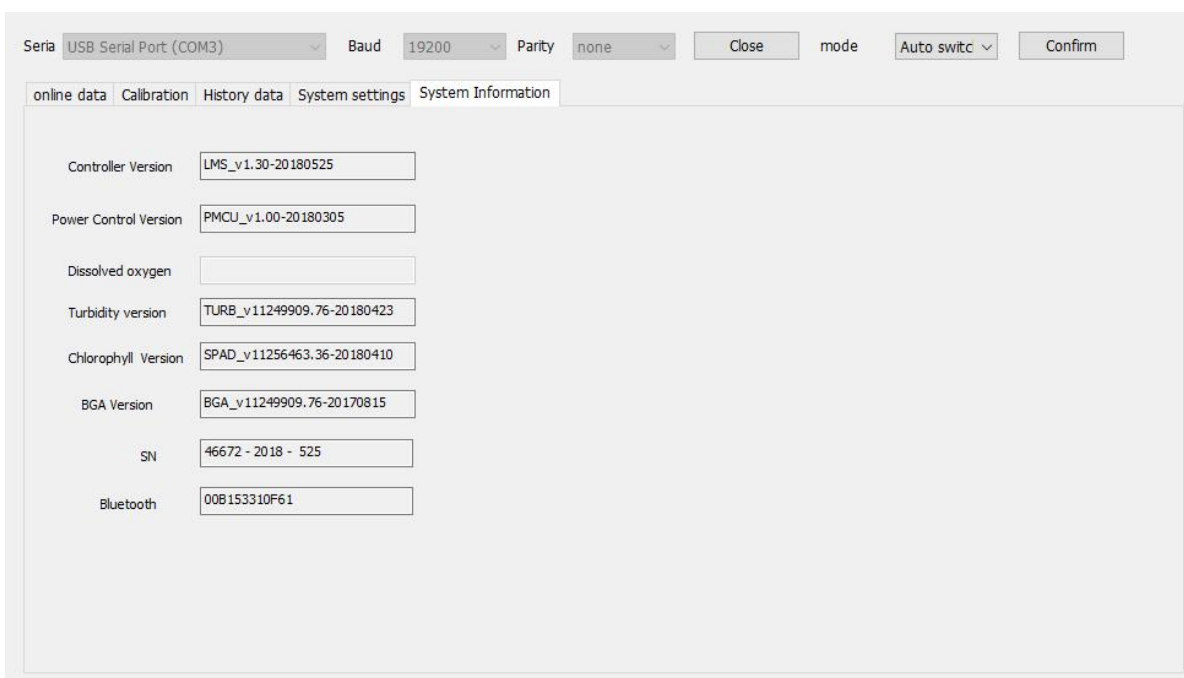 Seria USB Serial Port (COM3) Baud 19200 Parity none Close mode Auto switc Confirm
online data Calibration History data System settings System Information
Controller Version LMS_v1.30-20180525
Power Control Version PMCU_v1.00-20180305
Dissolved oxygen
Turbidity version TURB_v11249909.76-20180423
Chlorophyll Version SPAD_v11256463.36-20180410
BGA Version BGA_v11249909.76-20170815
SN 46672 - 2018 - 525
Bluetooth 00B153310F61